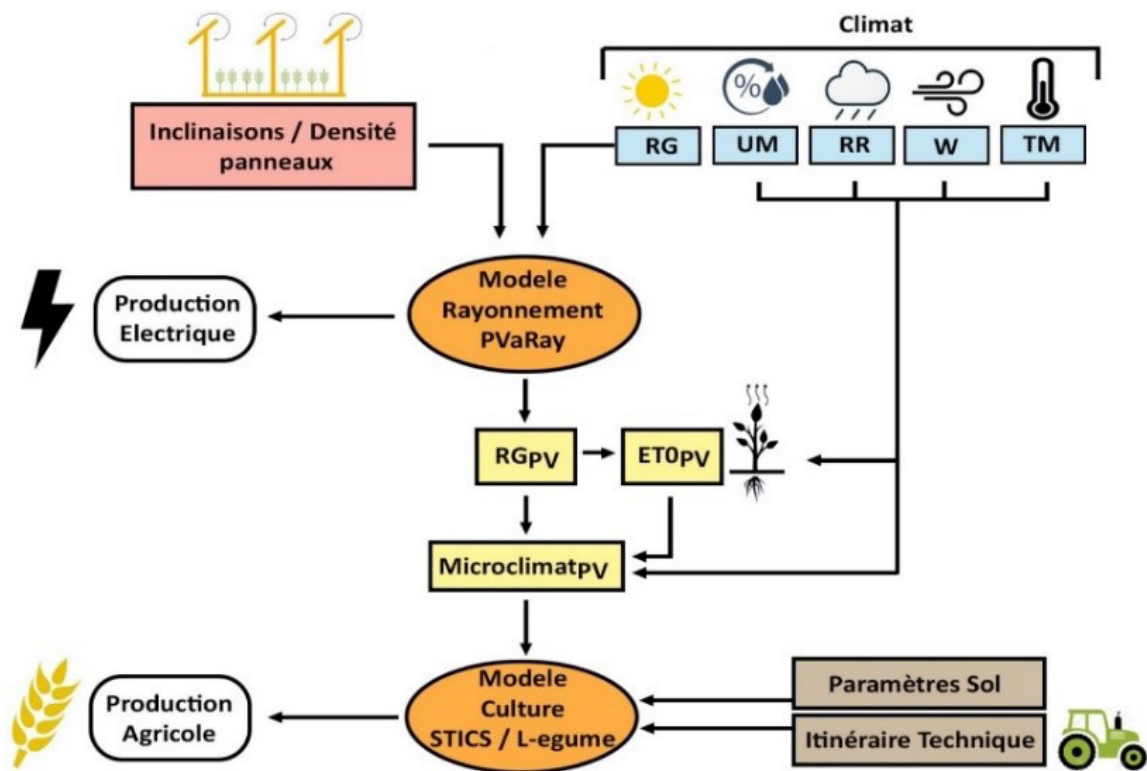 Climat
Inclinaisons / Densité
panneaux
%
RG
UM
RR
W
TM
Modele
Rayonnement
PVaRay
Production
Electrique
RGPV
ET0PV
MicroclimatPV
Modele
Culture
STICS / L-egume
Production
Agricole
Paramètres Sol
Itinéraire Technique